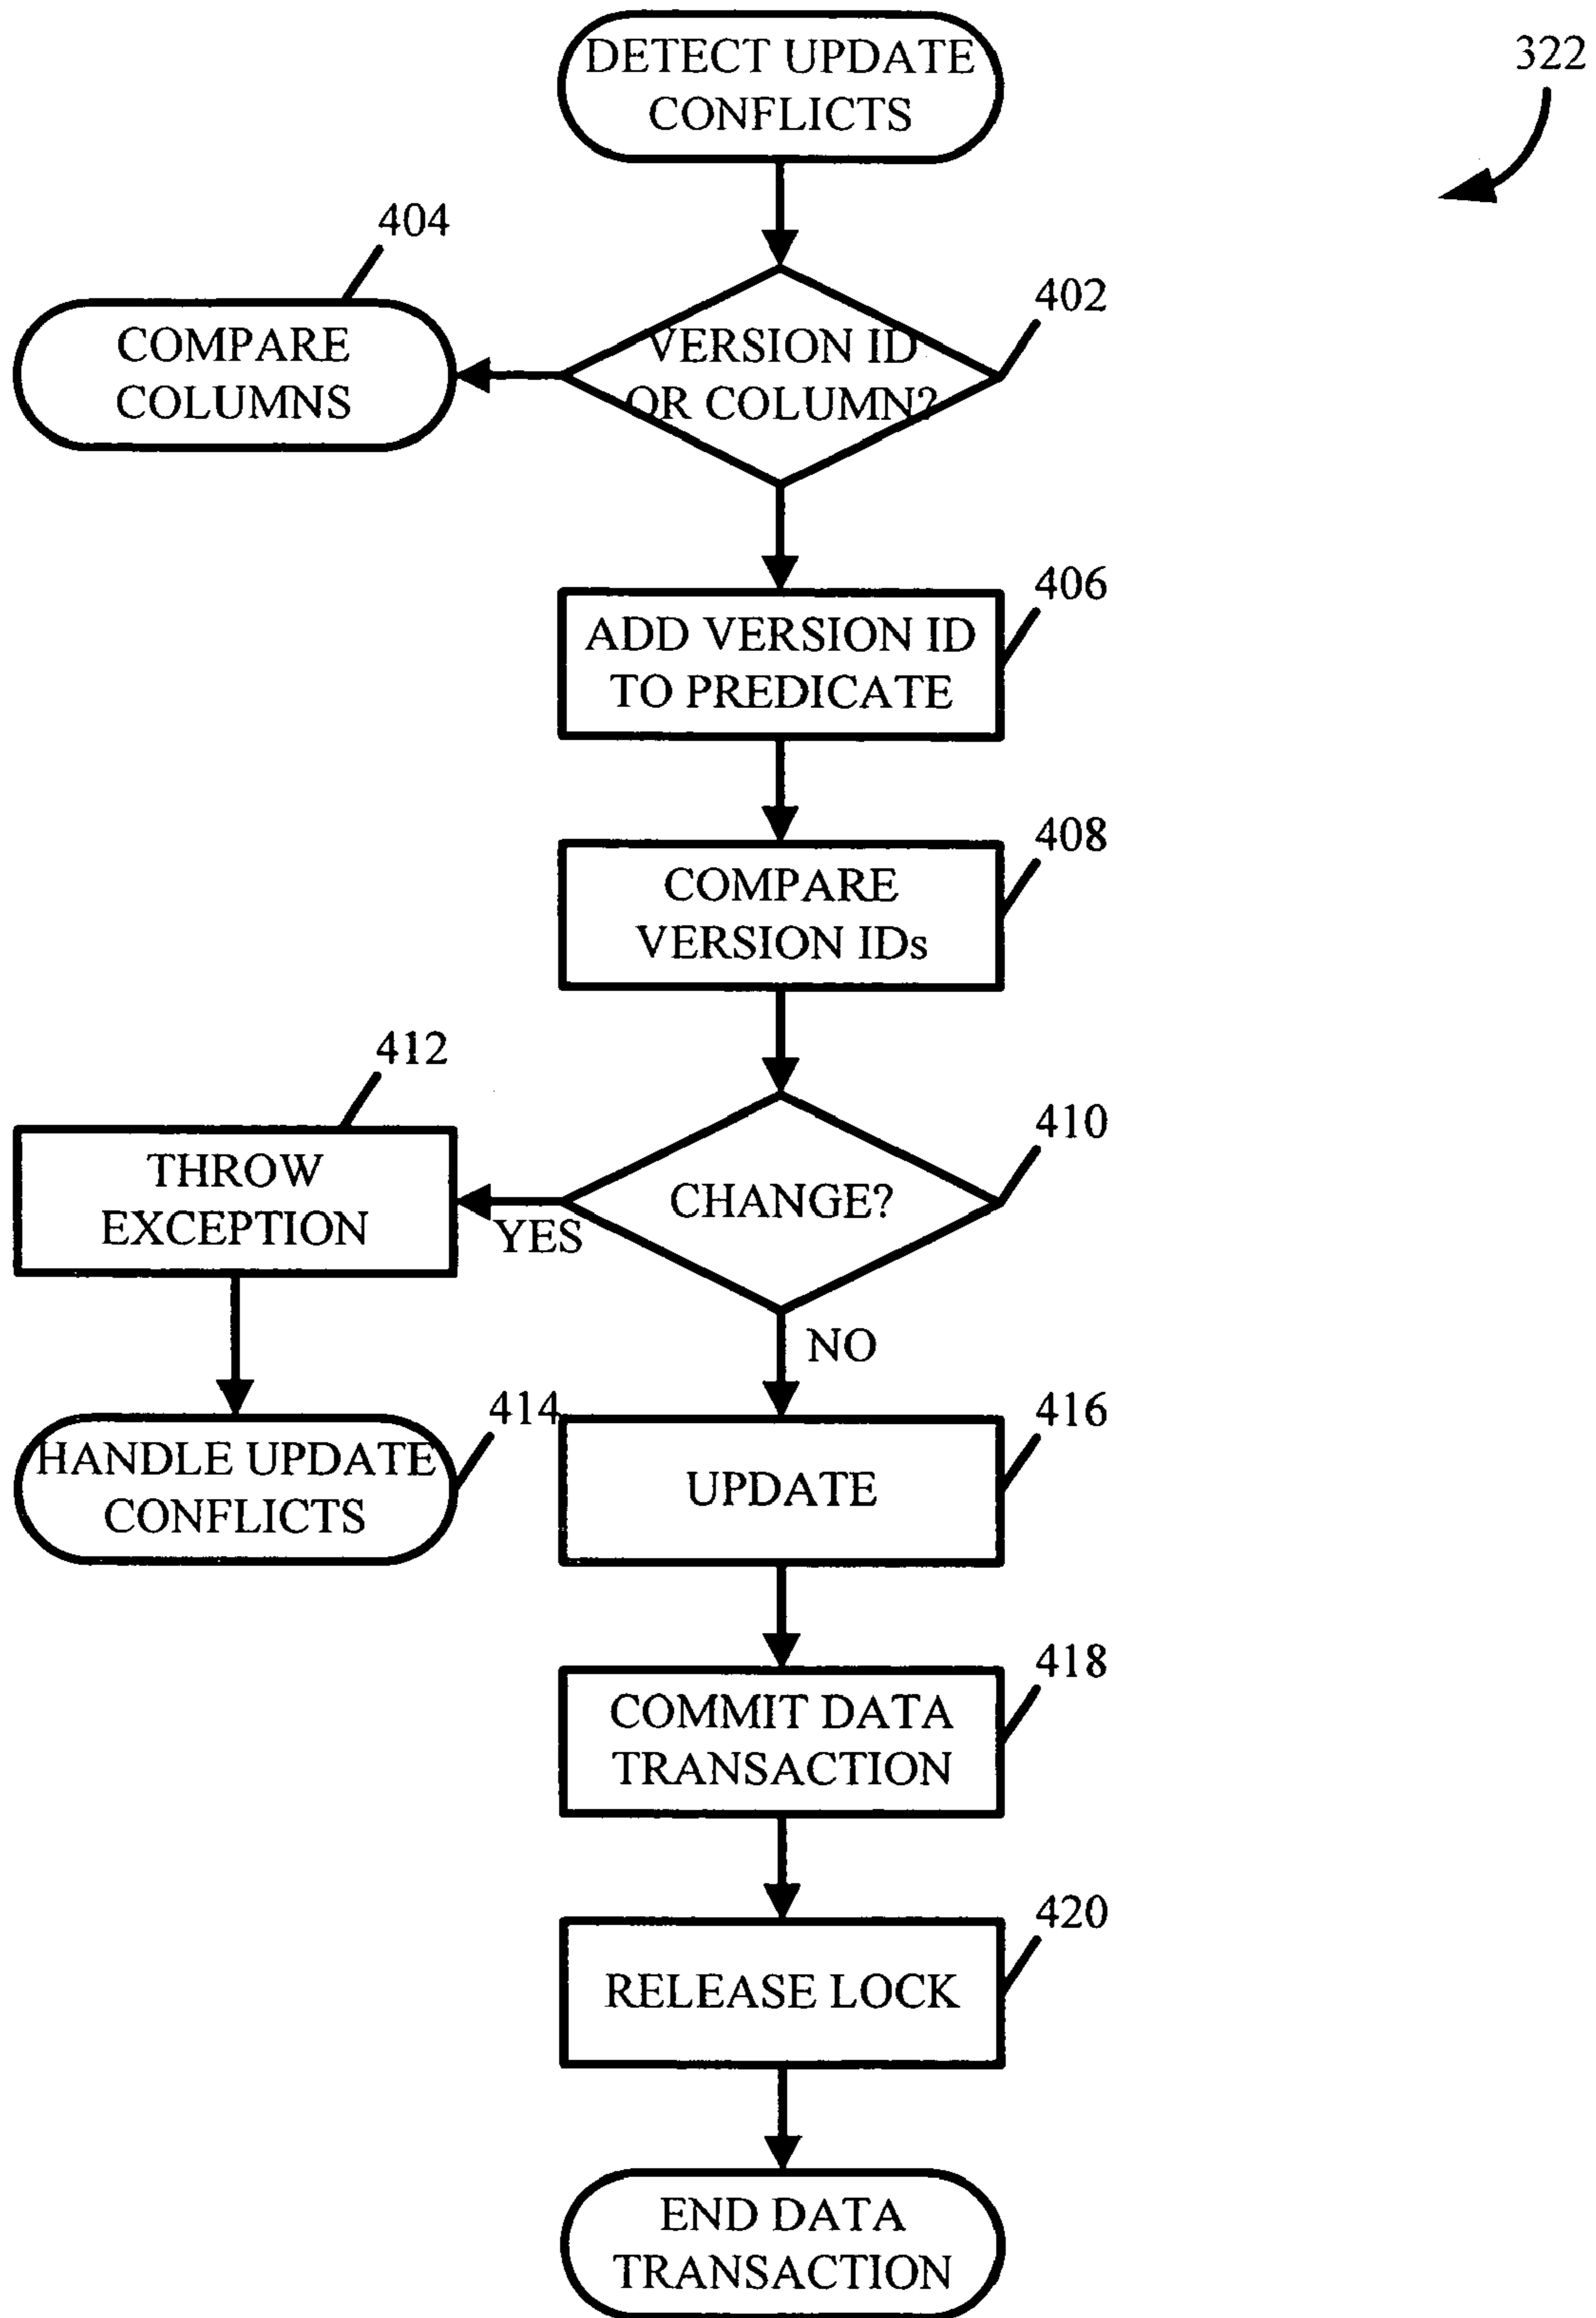 DETECT UPDATE
CONFLICTS
322
404
COMPARE
COLUMNS
402
VERSION ID
OR COLUMN?
406
ADD VERSION ID
TO PREDICATE
408
COMPARE
VERSION IDs
412
THROW
EXCEPTION
410
CHANGE?
YES
NO
414
HANDLE UPDATE
CONFLICTS
416
UPDATE
418
COMMIT DATA
TRANSACTION
420
RELEASE LOCK
END DATA
TRANSACTION